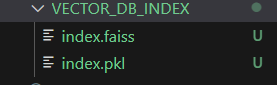 VECTOR_DB_INDEX
index.faiss U
index.pkl U